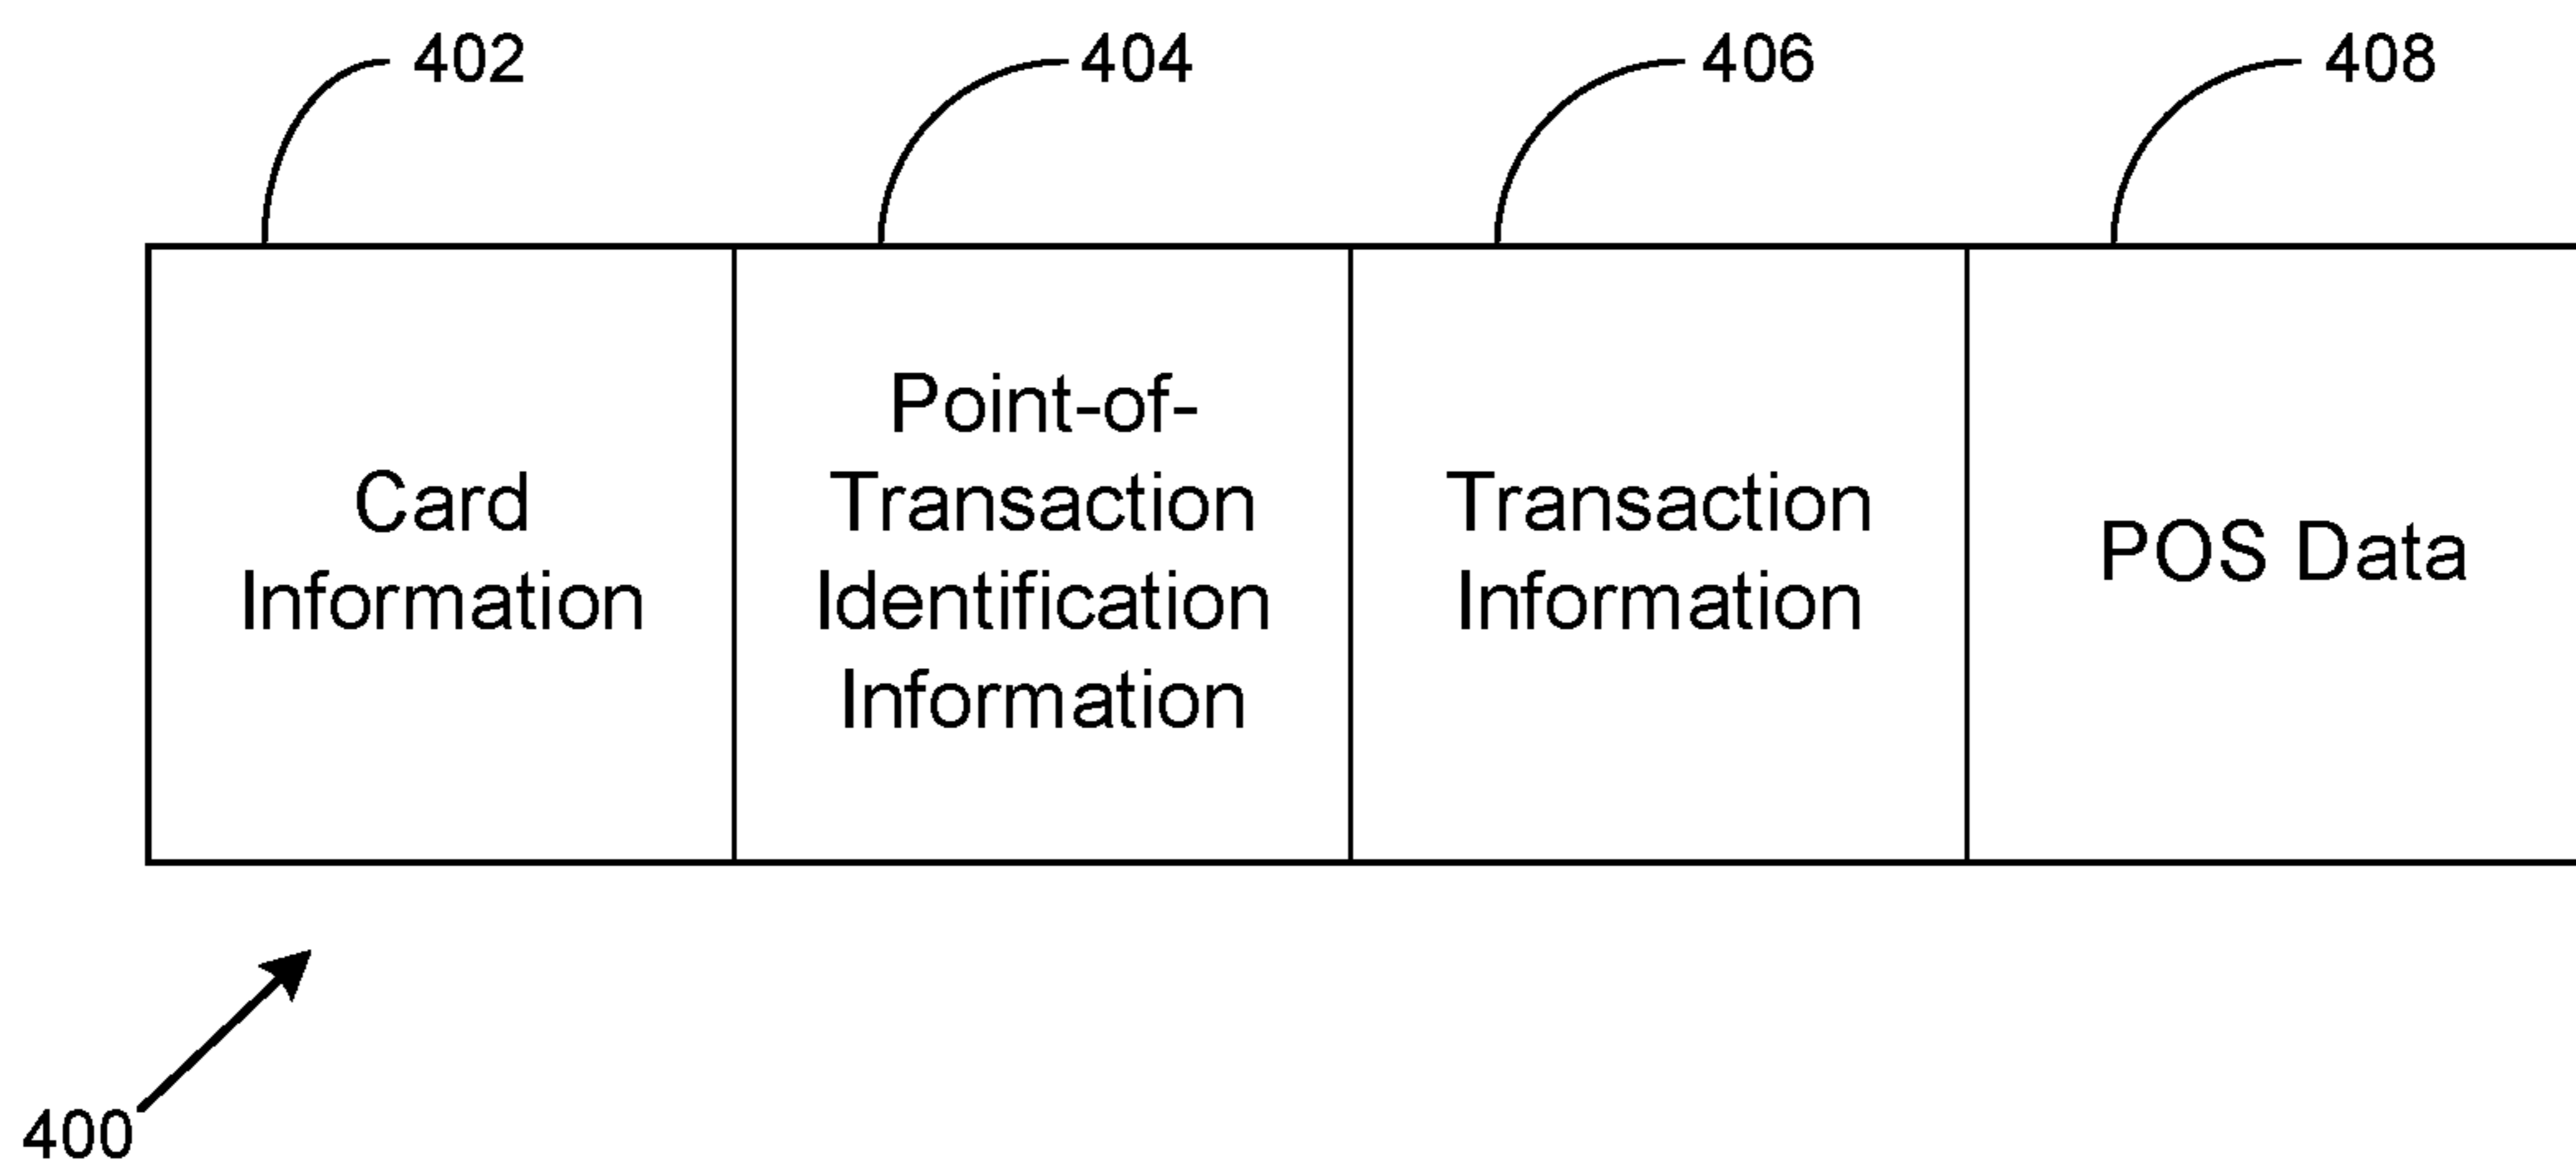 402
404
406
408
Card
Information
Point-of-
Transaction
Identification
Information
Transaction
Information
POS Data
400